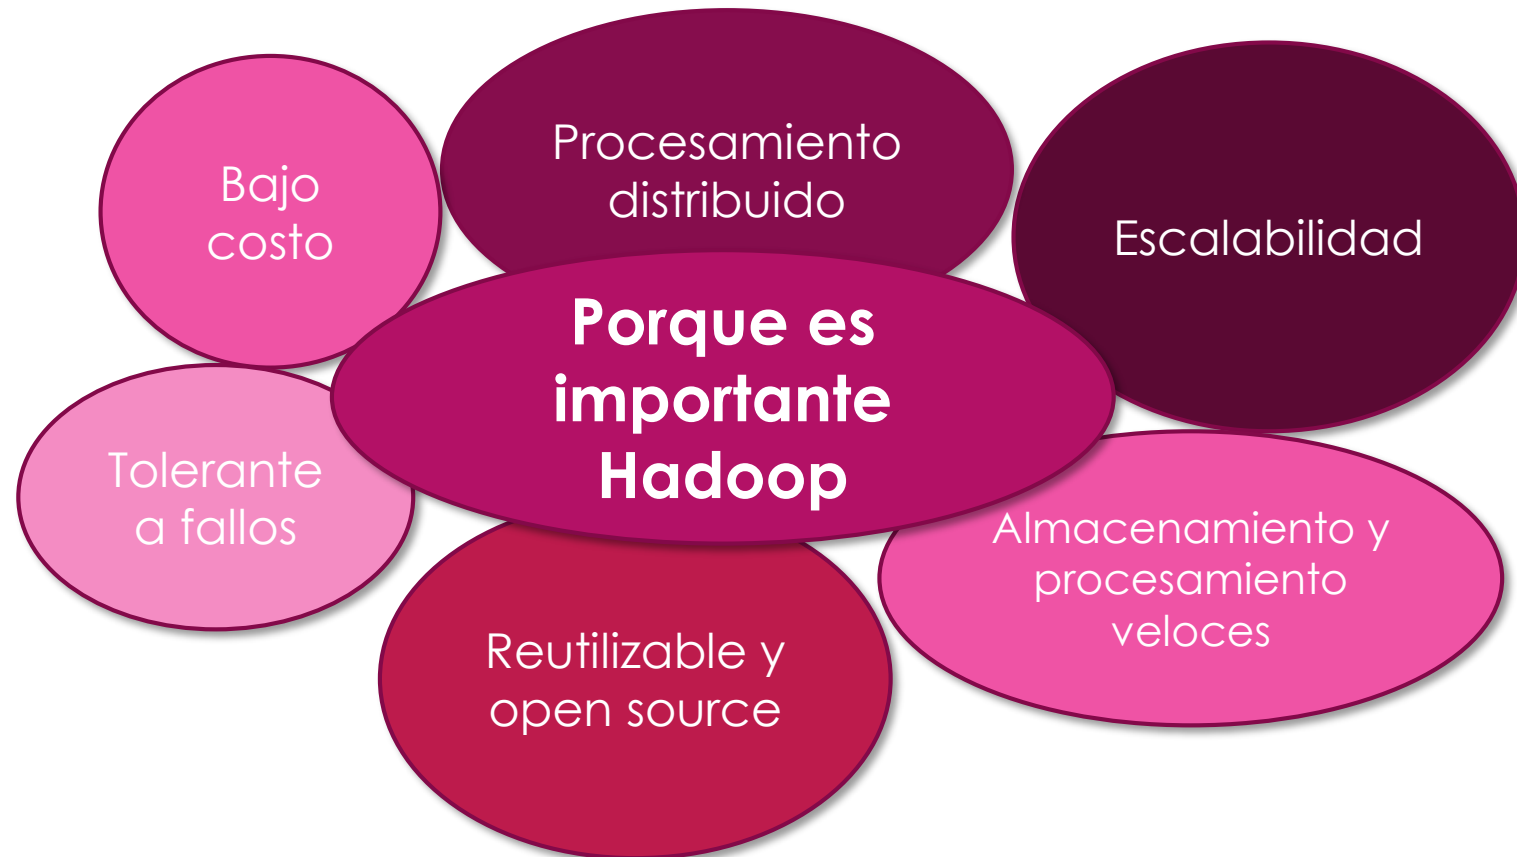 Bajo
costo
Procesamiento
distribuido
Escalabilidad
Porque es
importante
Hadoop
Tolerante
a fallos
Almacenamiento y
procesamiento
veloces
Reutilizable y
open source